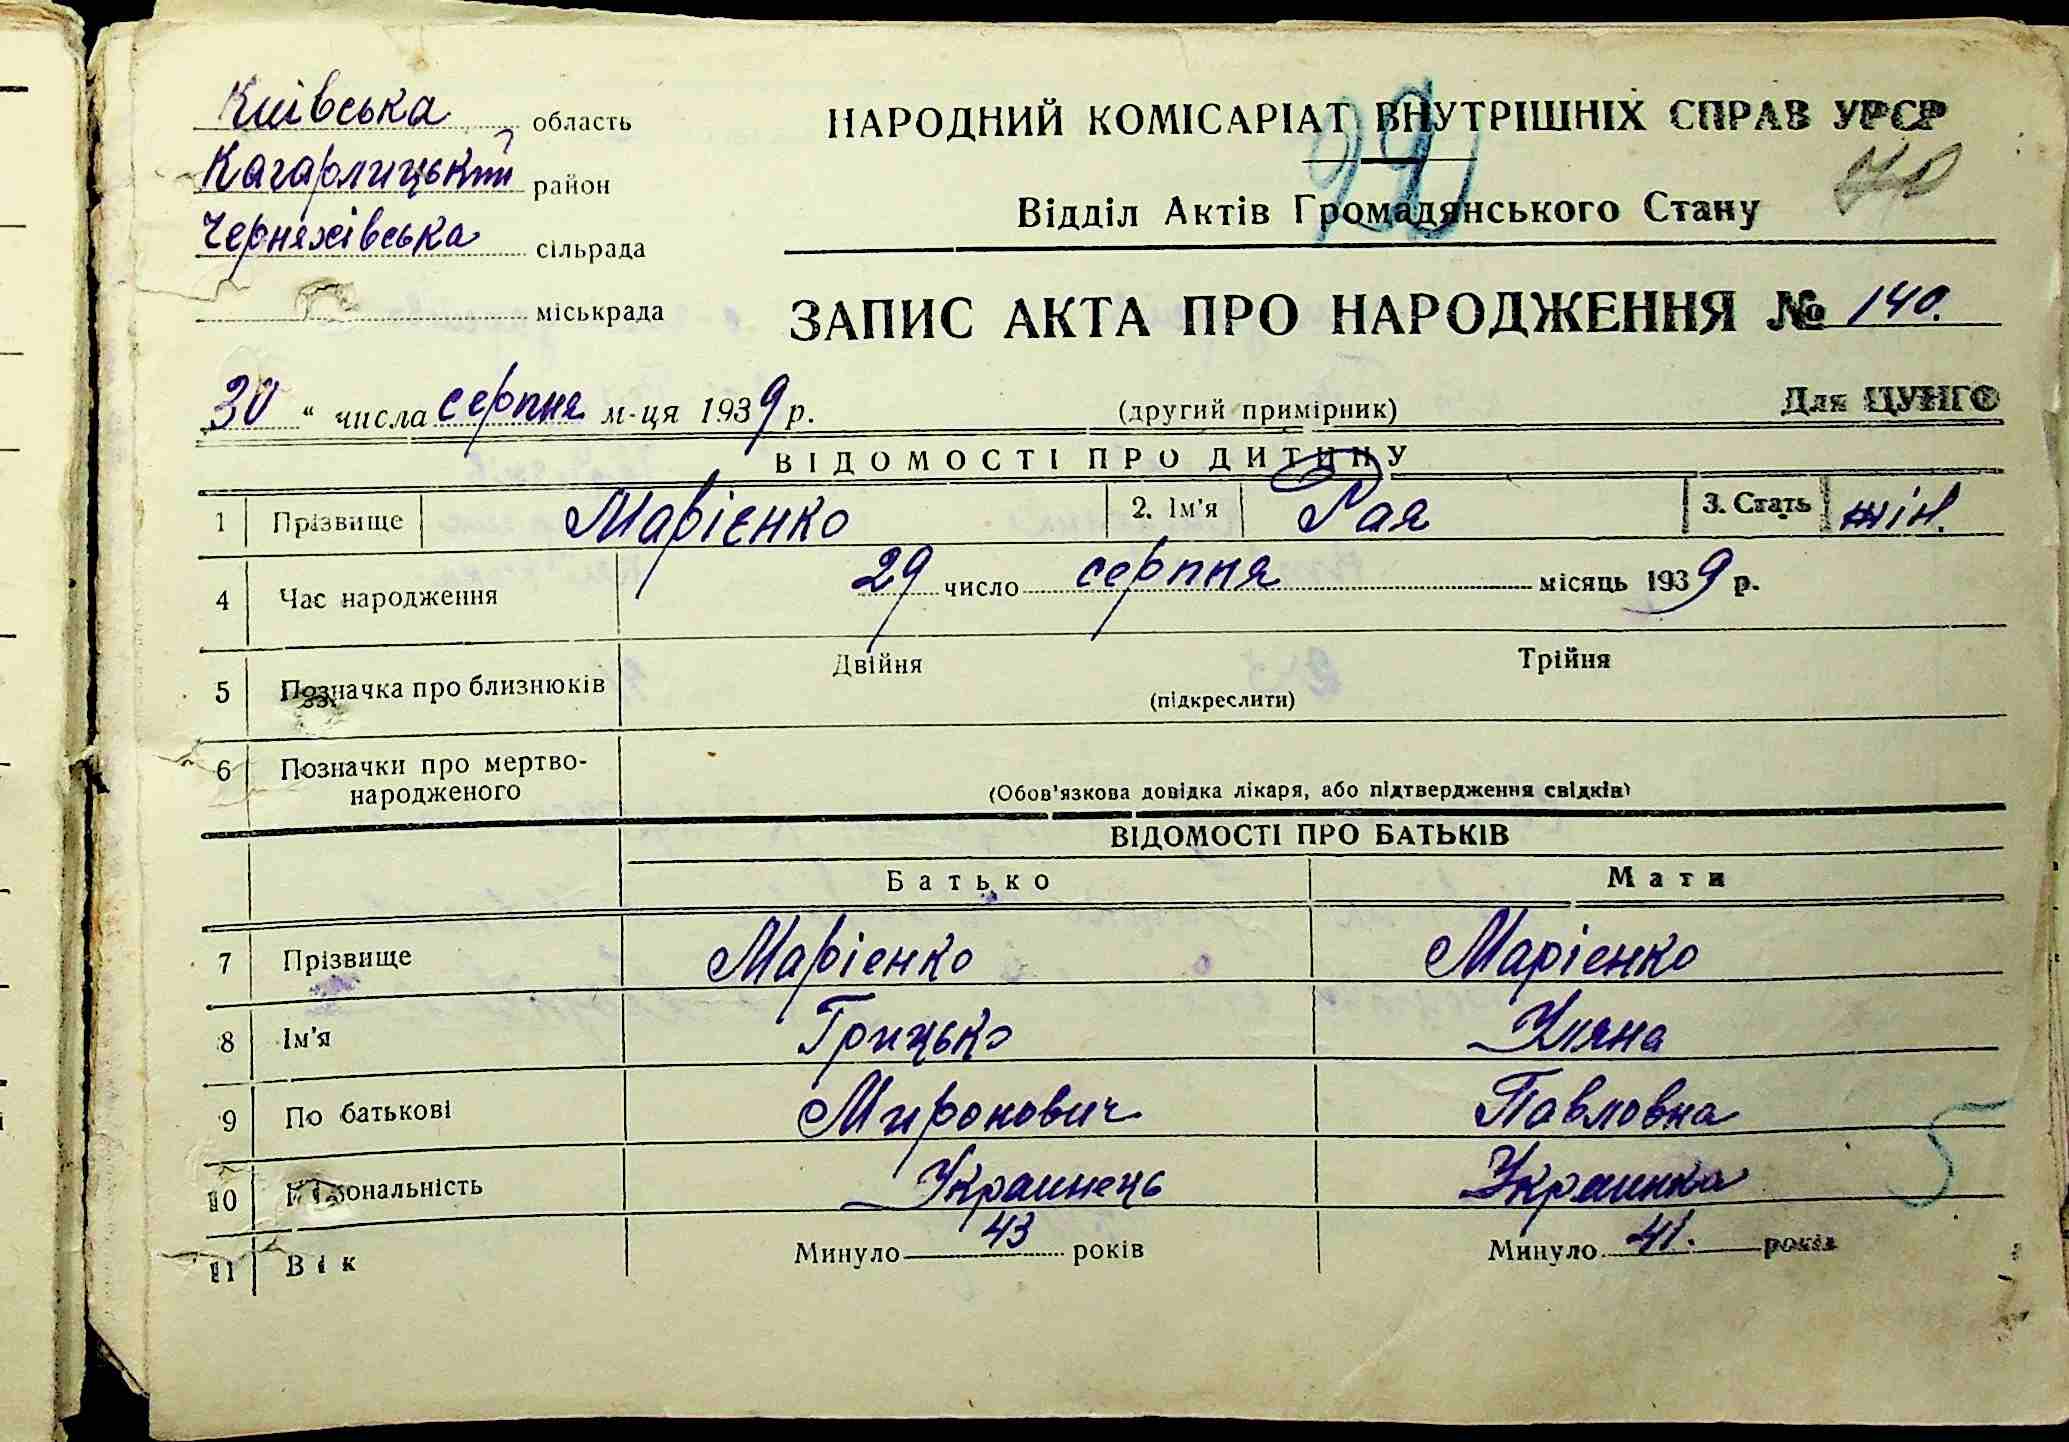 Київська область
Кагарлицький район
Черняхівська сільрада
міськрада
НАРОДНИЙ КОМІСАРІАТ ВНУТРІШНІХ СПРАВ УРСР
Відділ Актів Громадянського Стану
ЗАПИС АКТА ПРО НАРОДЖЕННЯ № 140.
30 " числа серпня м-ця 1939 р. (другий примірник) Для ЦУНГО
ВІДОМОСТІ ПРО ДИТИНУ
1 Прізвище Марієнко 2. Ім'я Рая 3. Стать жін.
4 Час народження 29 число серпня місяць 1939 р.
5 Позначка про близнюків Двійня Трійня
(підкреслити)
6 Позначки про мертво-
народженого
(Обов'язкова довідка лікаря, або підтвердження свідків)
ВІДОМОСТІ ПРО БАТЬКІВ
Батько Мати
7 Прізвище Марієнко Марієнко
8 Ім'я Грицько Уляна
9 По батькові Миронович Павловна
10 Національність Украинець Украинка
11 Вік Минуло 43 років Минуло 41. років
5